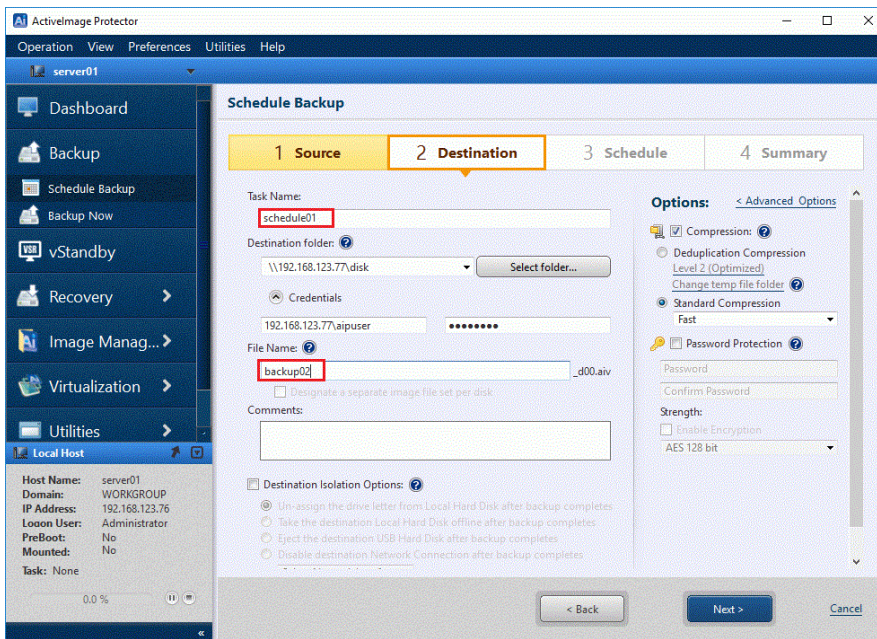 ActiveImage Protector
Operation View Preferences Utilities Help
server01
Dashboard
Backup
Schedule Backup
Backup Now
vStandby
Recovery
Image Manag...
Virtualization
Utilities
Local Host
Host Name: server01
Domain: WORKGROUP
IP Address: 192.168.123.76
Logon User: Administrator
PreBoot: No
Mounted: No
Task: None
0.0 %
Schedule Backup
1 Source
2 Destination
3 Schedule
4 Summary
Task Name:
schedule01
Destination folder:
\\192.168.123.77\disk
Select folder...
Credentials
192.168.123.77\aipuser
File Name:
backup02
_d00.aiv
Designate a separate image file set per disk
Comments:
Destination Isolation Options:
Un-assign the drive letter from Local Hard Disk after backup completes
Take the destination Local Hard Disk offline after backup completes
Eject the destination USB Hard Disk after backup completes
Disable destination Network Connection after backup completes
Options: < Advanced Options
Compression:
Deduplication Compression
Level 2 (Optimized)
Change temp file folder
Standard Compression
Fast
Password Protection
Password
Confirm Password
Strength:
Enable Encryption
AES 128 bit
< Back
Next >
Cancel